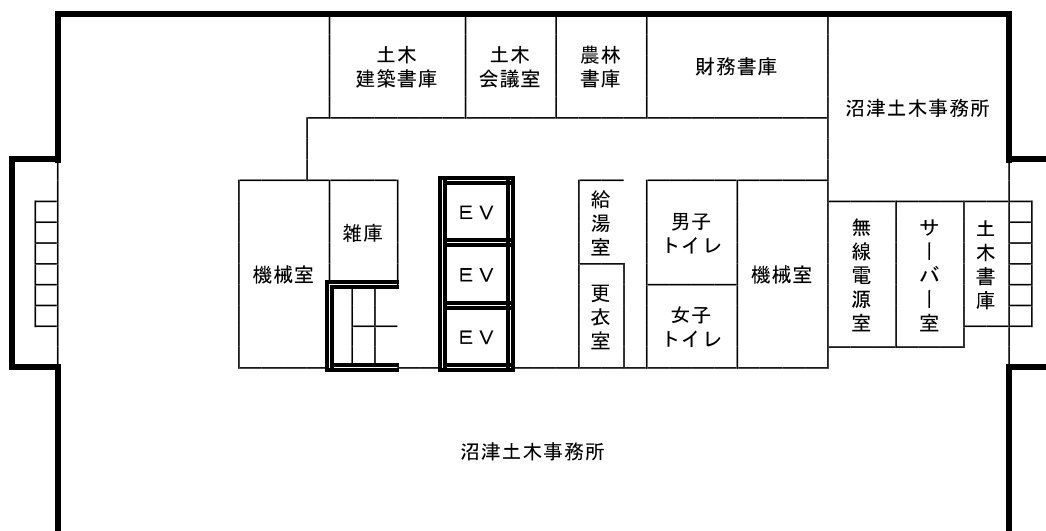 土木
建築書庫
土木
会議室
農林
書庫
財務書庫
沼津土木事務所
機械室
雑庫
ＥＶ
ＥＶ
ＥＶ
給湯室
更衣室
男子
トイレ
女子
トイレ
機械室
無線電源室
サーバー室
土木書庫
沼津土木事務所